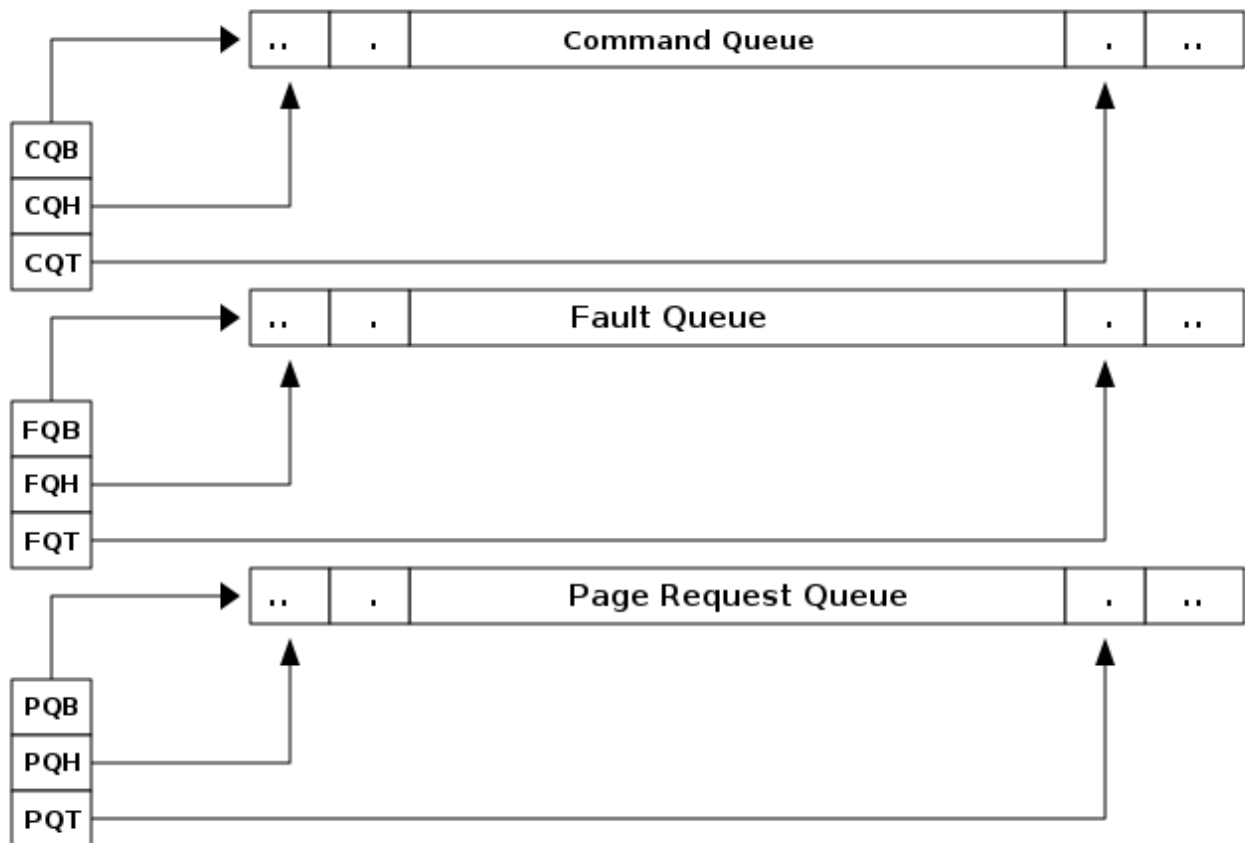 .. . Command Queue . ..
CQB
CQH
CQT
.. . Fault Queue . ..
FQB
FQH
FQT
.. . Page Request Queue . ..
PQB
PQH
PQT